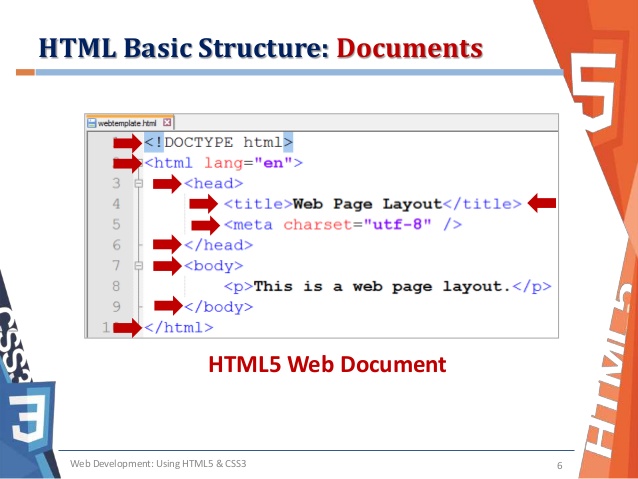 HTML Basic Structure: Documents
webtemplate.html
1 <!DOCTYPE html>
2 <html lang="en">
3 <head>
4 <title>Web Page Layout</title>
5 <meta charset="utf-8" />
6 </head>
7 <body>
8 <p>This is a web page layout.</p>
9 </body>
10 </html>
HTML5 Web Document
Web Development: Using HTML5 & CSS3
6
5
HTML5
CSS3
3